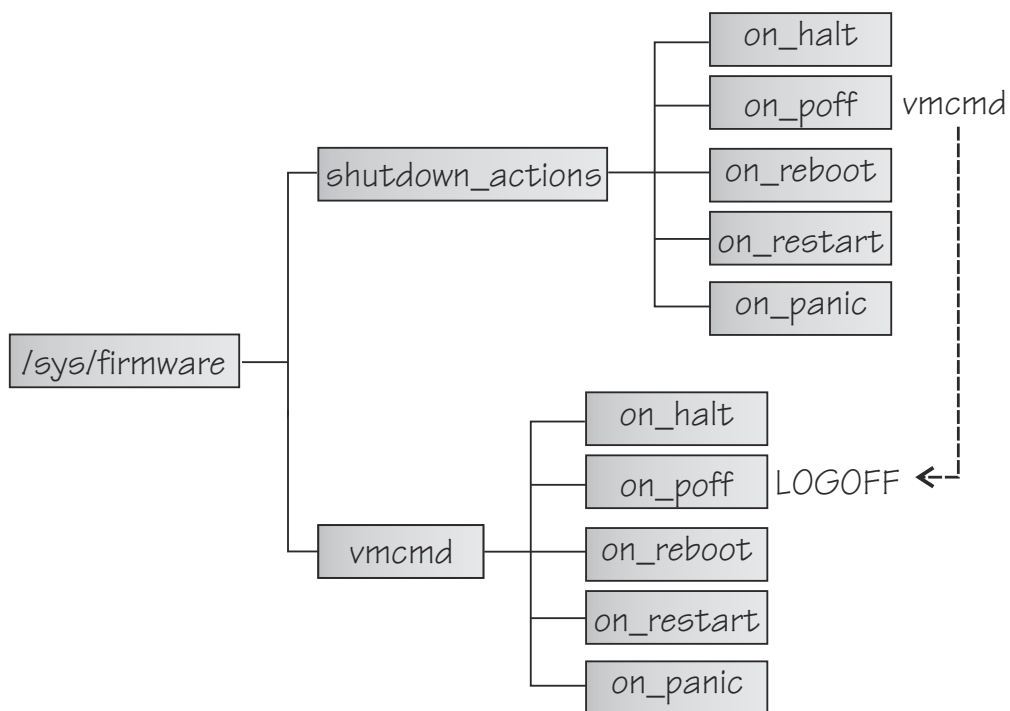 on_halt
on_poff vmcmd
shutdown_actions
on_reboot
on_restart
on_panic
/sys/firmware
on_halt
on_poff LOGOFF
vmcmd
on_reboot
on_restart
on_panic